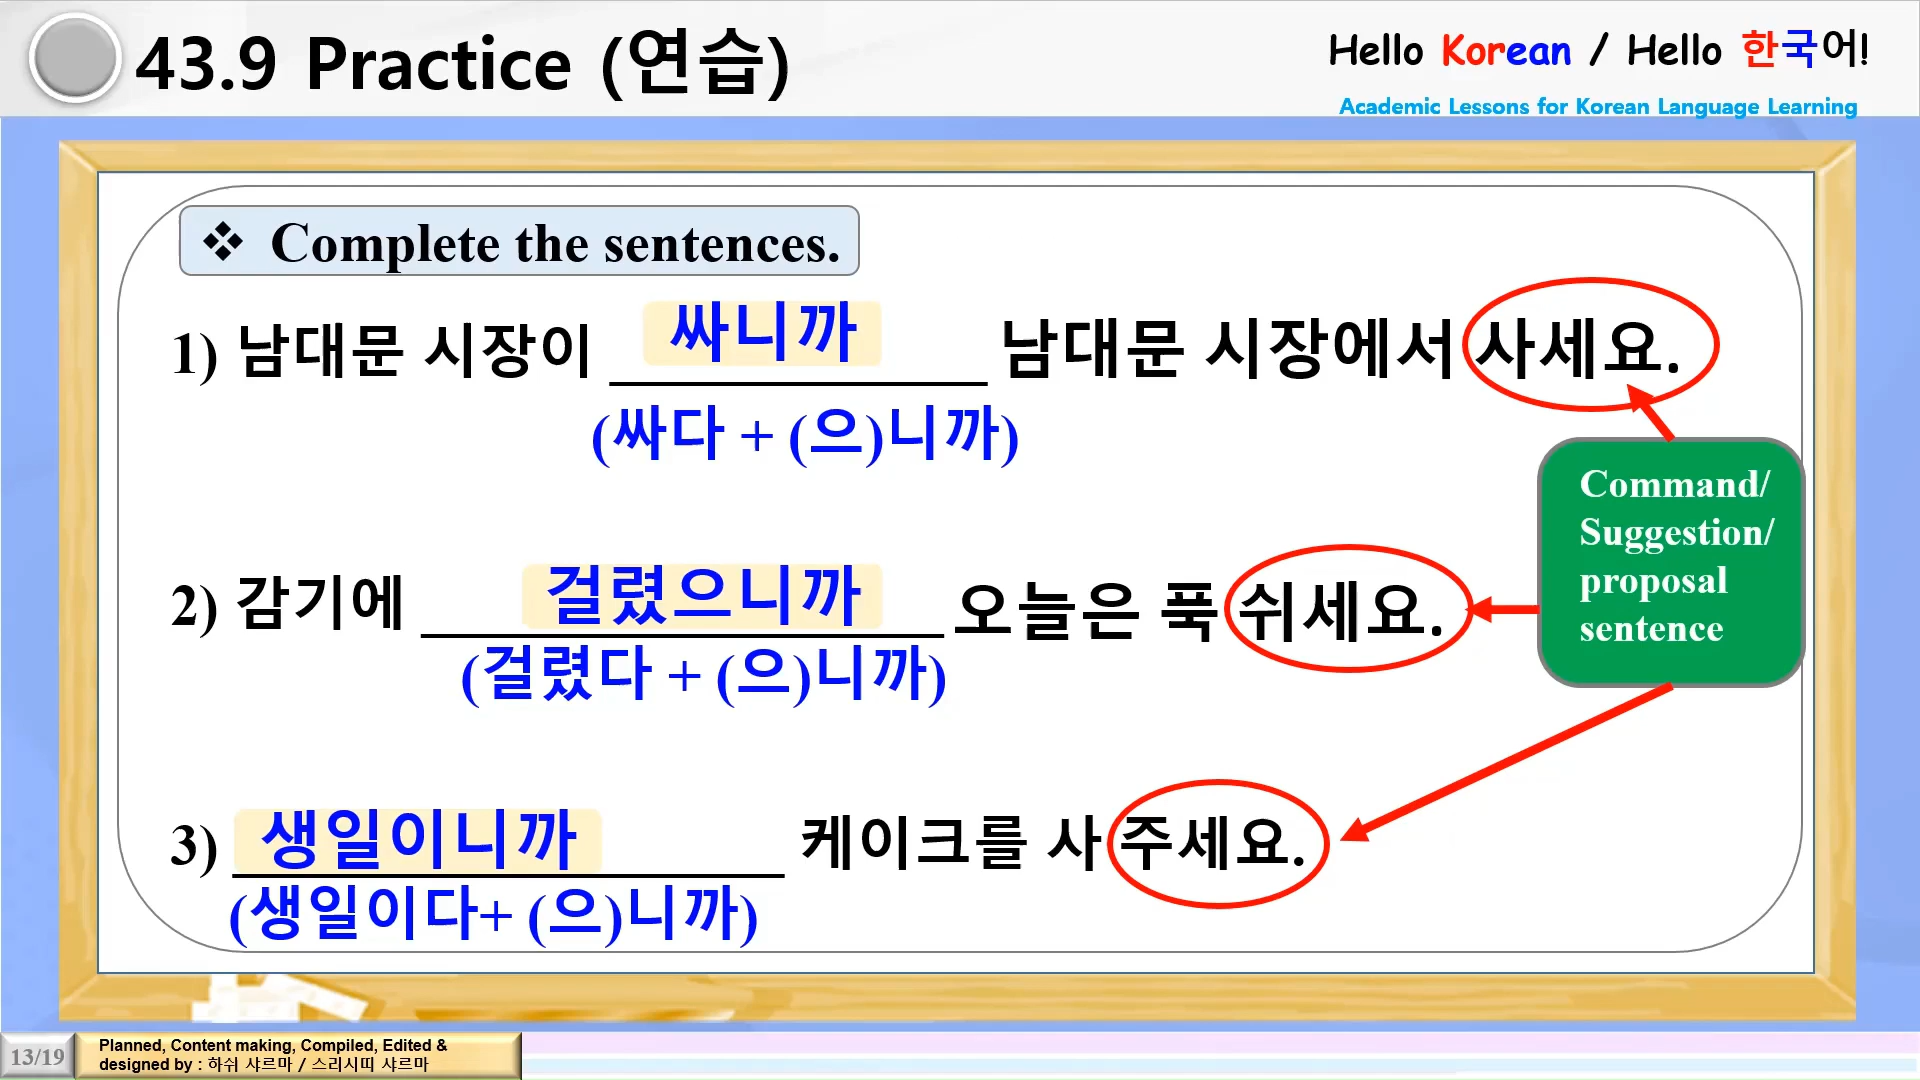 43.9 Practice (연습)
Hello Korean / Hello 한국어!
Academic Lessons for Korean Language Learning
❖ Complete the sentences.
1) 남대문 시장이 싸니까 남대문 시장에서 사세요.
(싸다 + (으)니까)
Command/
Suggestion/
proposal
sentence
2) 감기에 걸렸으니까 오늘은 푹 쉬세요.
(걸렸다 + (으)니까)
3) 생일이니까 케이크를 사 주세요.
(생일이다+ (으)니까)
13/19
Planned, Content making, Compiled, Edited &
designed by : 하쉬 샤르마 / 스리시띠 샤르마